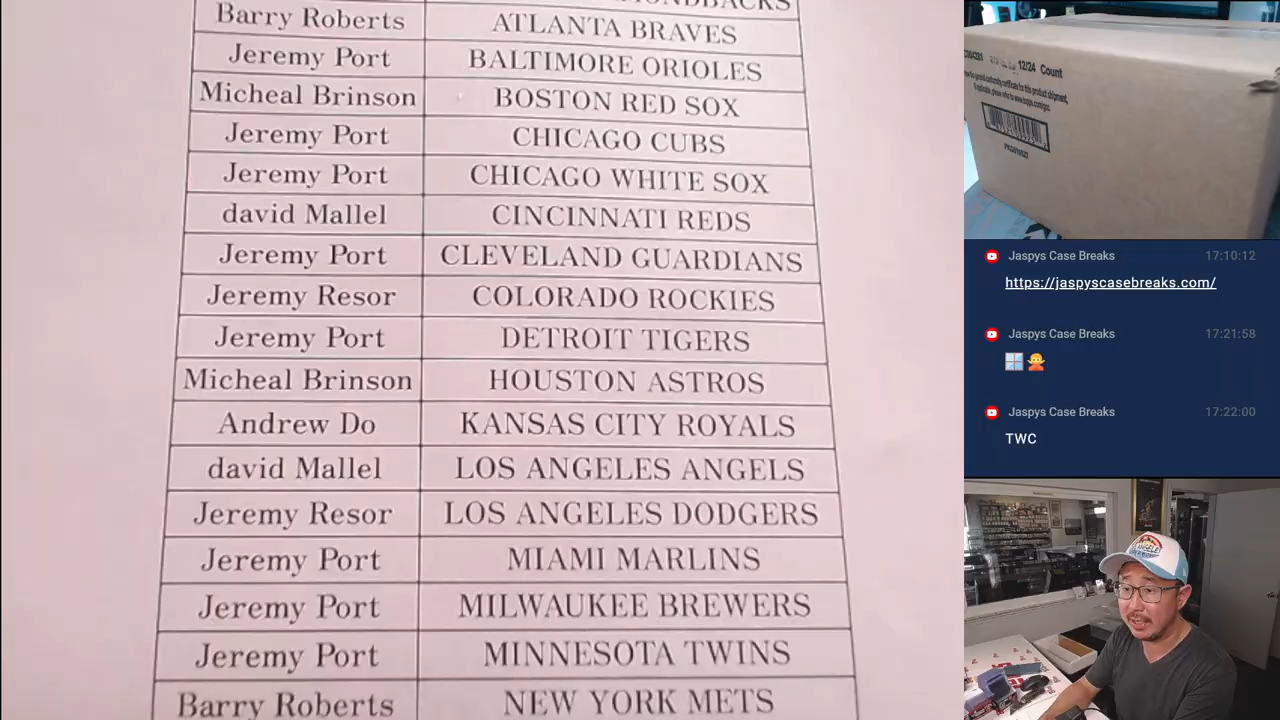 Barry Roberts ATLANTA BRAVES
Jeremy Port BALTIMORE ORIOLES
Micheal Brinson BOSTON RED SOX
Jeremy Port CHICAGO CUBS
Jeremy Port CHICAGO WHITE SOX
david Mallel CINCINNATI REDS
Jeremy Port CLEVELAND GUARDIANS
Jeremy Resor COLORADO ROCKIES
Jeremy Port DETROIT TIGERS
Micheal Brinson HOUSTON ASTROS
Andrew Do KANSAS CITY ROYALS
david Mallel LOS ANGELES ANGELS
Jeremy Resor LOS ANGELES DODGERS
Jeremy Port MIAMI MARLINS
Jeremy Port MILWAUKEE BREWERS
Jeremy Port MINNESOTA TWINS
Barry Roberts NEW YORK METS
12/24 Count
Jaspys Case Breaks 17:10:12
https://jaspyscasebreaks.com/
Jaspys Case Breaks 17:21:58
Jaspys Case Breaks 17:22:00
TWC